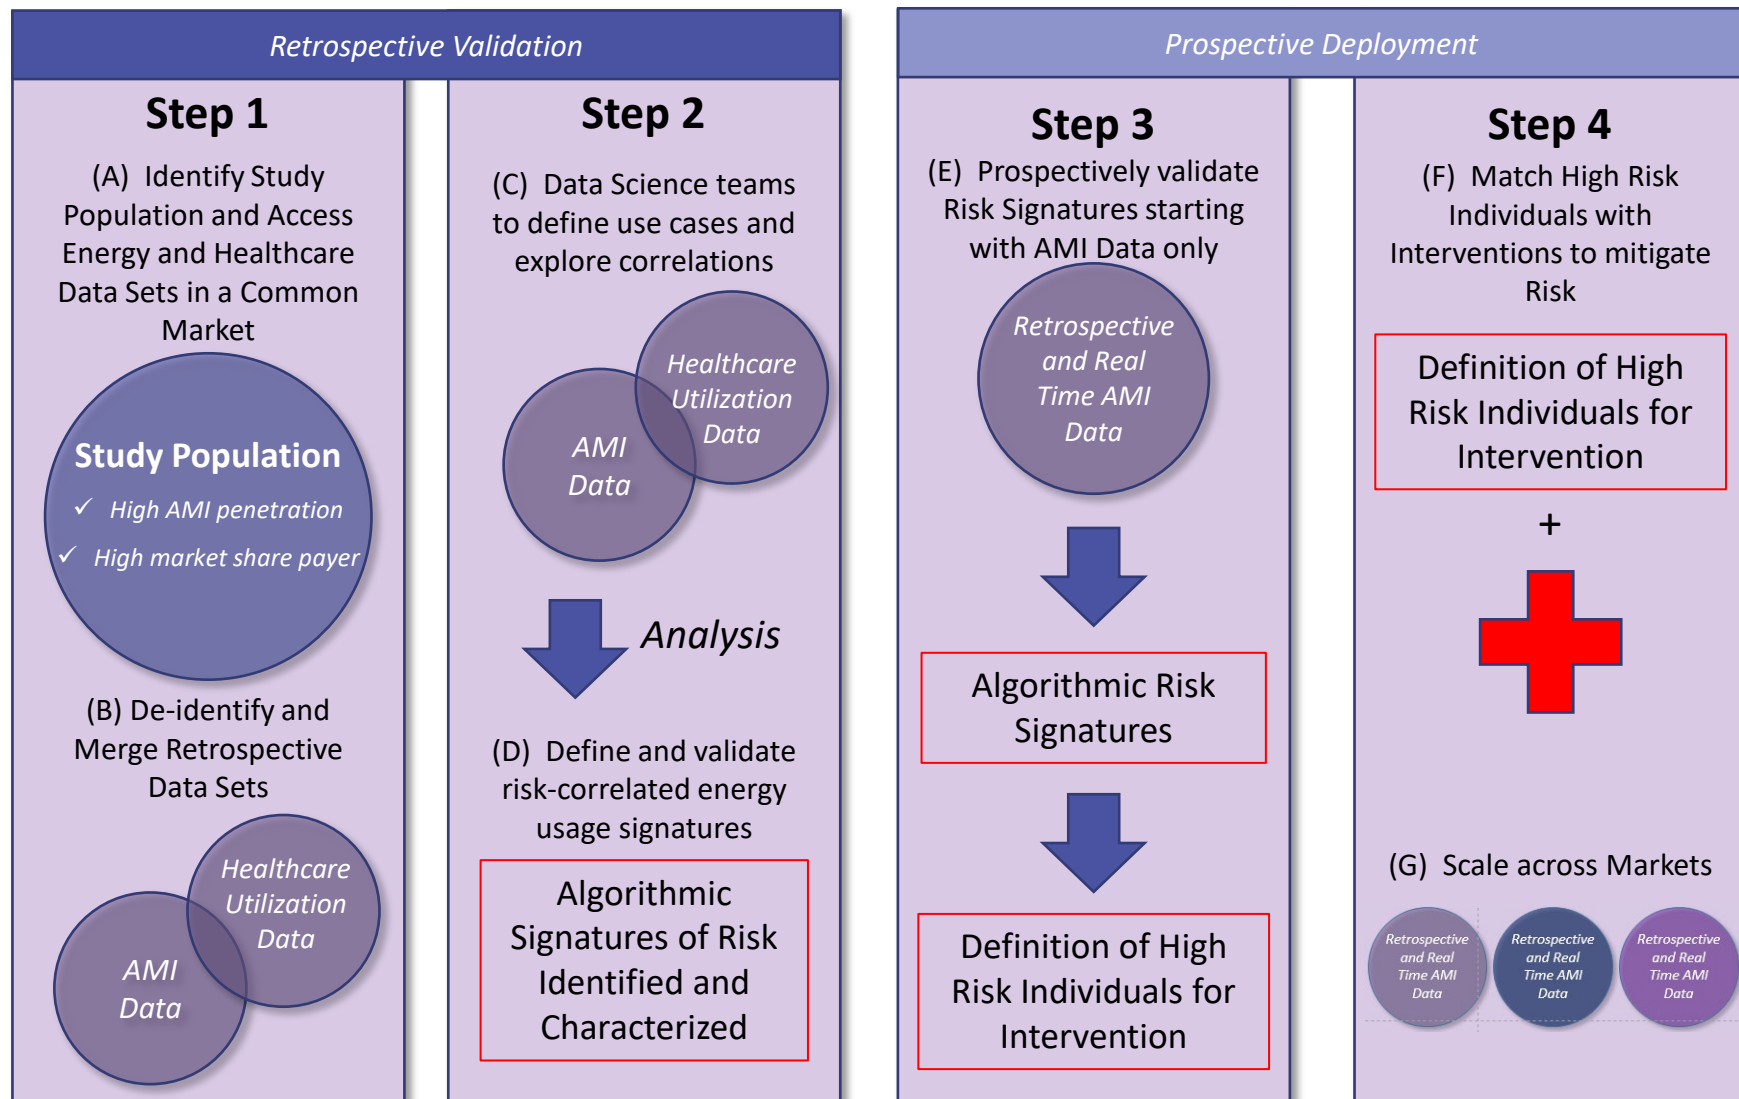 Retrospective Validation
Step 1
(A) Identify Study
Population and Access
Energy and Healthcare
Data Sets in a Common
Market
Study Population
✓ High AMI penetration
✓ High market share payer
(B) De-identify and
Merge Retrospective
Data Sets
Healthcare
Utilization
Data
AMI
Data
Step 2
(C) Data Science teams
to define use cases and
explore correlations
Healthcare
Utilization
Data
AMI
Data
Analysis
(D) Define and validate
risk-correlated energy
usage signatures
Algorithmic
Signatures of Risk
Identified and
Characterized
Prospective Deployment
Step 3
(E) Prospectively validate
Risk Signatures starting
with AMI Data only
Retrospective
and Real
Time AMI
Data
Algorithmic Risk
Signatures
Definition of High
Risk Individuals for
Intervention
Step 4
(F) Match High Risk
Individuals with
Interventions to mitigate
Risk
Definition of High
Risk Individuals for
Intervention
+
(G) Scale across Markets
Retrospective
and Real
Time AMI
Data
Retrospective
and Real
Time AMI
Data
Retrospective
and Real
Time AMI
Data